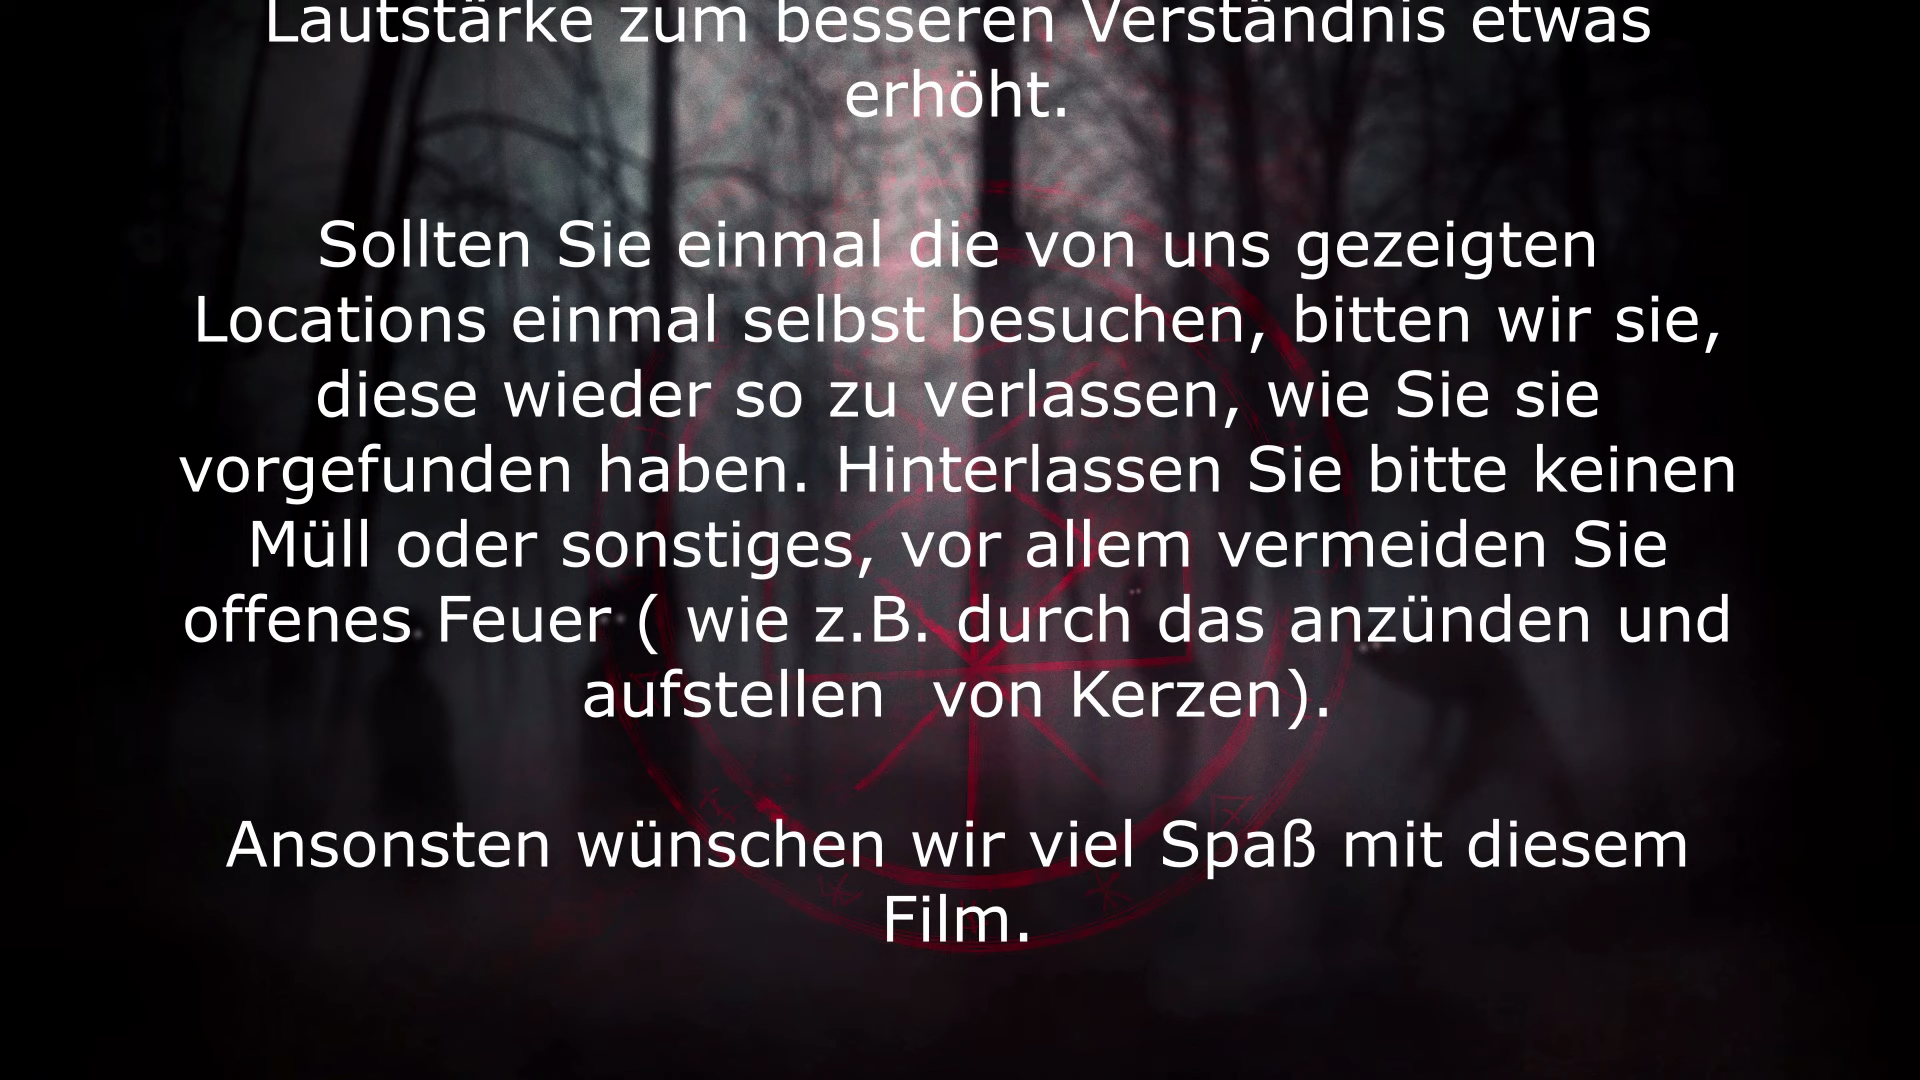 Lautstärke zum besseren Verständnis etwas
erhöht.
Sollten Sie einmal die von uns gezeigten
Locations einmal selbst besuchen, bitten wir sie,
diese wieder so zu verlassen, wie Sie sie
vorgefunden haben. Hinterlassen Sie bitte keinen
Müll oder sonstiges, vor allem vermeiden Sie
offenes Feuer ( wie z.B. durch das anzünden und
aufstellen  von Kerzen).
Ansonsten wünschen wir viel Spaß mit diesem
Film.